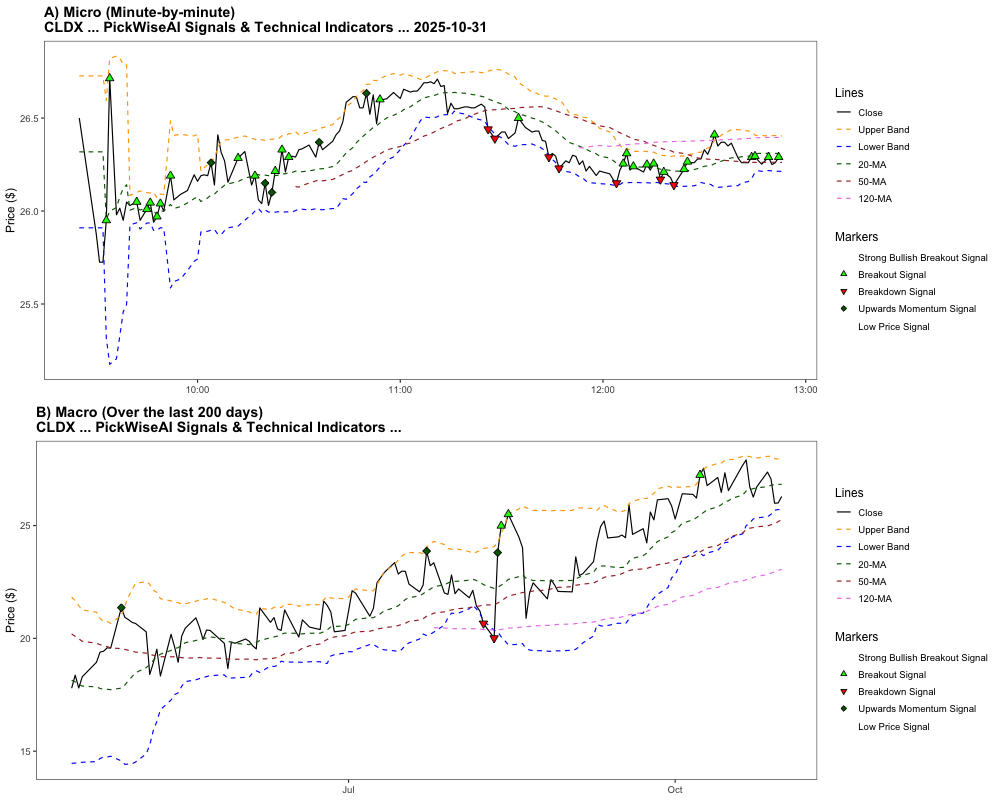 A) Micro (Minute-by-minute)
CLDX ... PickWiseAI Signals & Technical Indicators ... 2025-10-31
Price ($)
26.5
26.0
25.5
10:00
11:00
12:00
13:00
Lines
Close
Upper Band
Lower Band
20-MA
50-MA
120-MA
Markers
Strong Bullish Breakout Signal
Breakout Signal
Breakdown Signal
Upwards Momentum Signal
Low Price Signal
B) Macro (Over the last 200 days)
CLDX ... PickWiseAI Signals & Technical Indicators ...
Price ($)
25
20
15
Jul
Oct
Lines
Close
Upper Band
Lower Band
20-MA
50-MA
120-MA
Markers
Strong Bullish Breakout Signal
Breakout Signal
Breakdown Signal
Upwards Momentum Signal
Low Price Signal